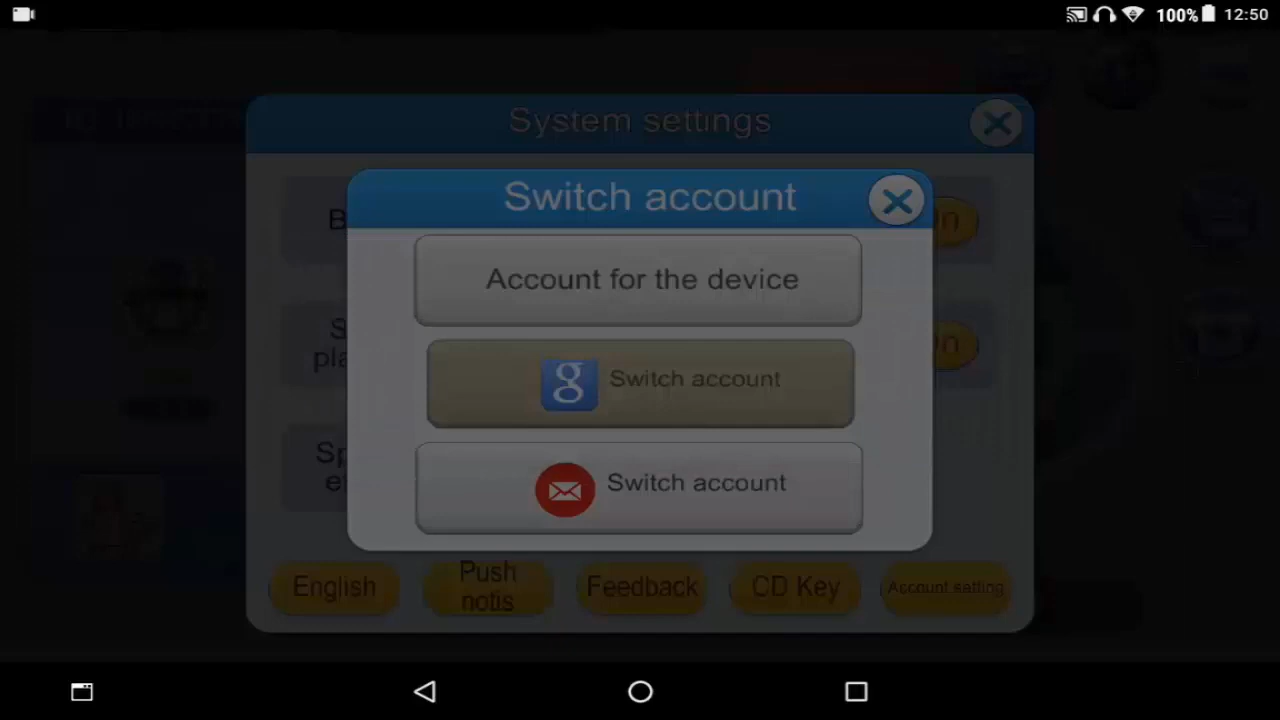 100% 12:50
System settings
Switch account
Account for the device
g Switch account
Switch account
English
Push
notis
Feedback
CD Key
Account setting